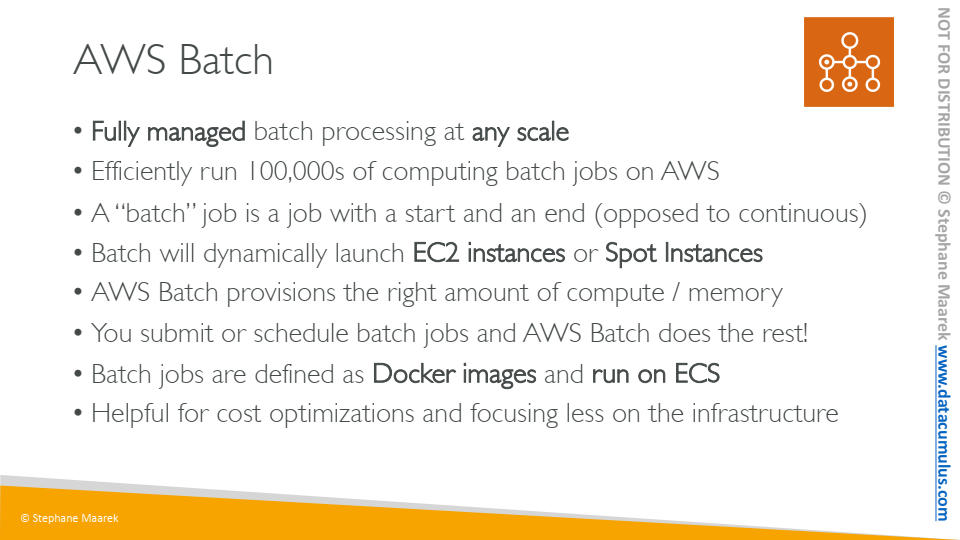 AWS Batch
• Fully managed batch processing at any scale
• Efficiently run 100,000s of computing batch jobs on AWS
• A “batch” job is a job with a start and an end (opposed to continuous)
• Batch will dynamically launch EC2 instances or Spot Instances
• AWS Batch provisions the right amount of compute / memory
• You submit or schedule batch jobs and AWS Batch does the rest!
• Batch jobs are defined as Docker images and run on ECS
• Helpful for cost optimizations and focusing less on the infrastructure
© Stephane Maarek
NOT FOR DISTRIBUTION © Stephane Maarek www.datacumulus.com